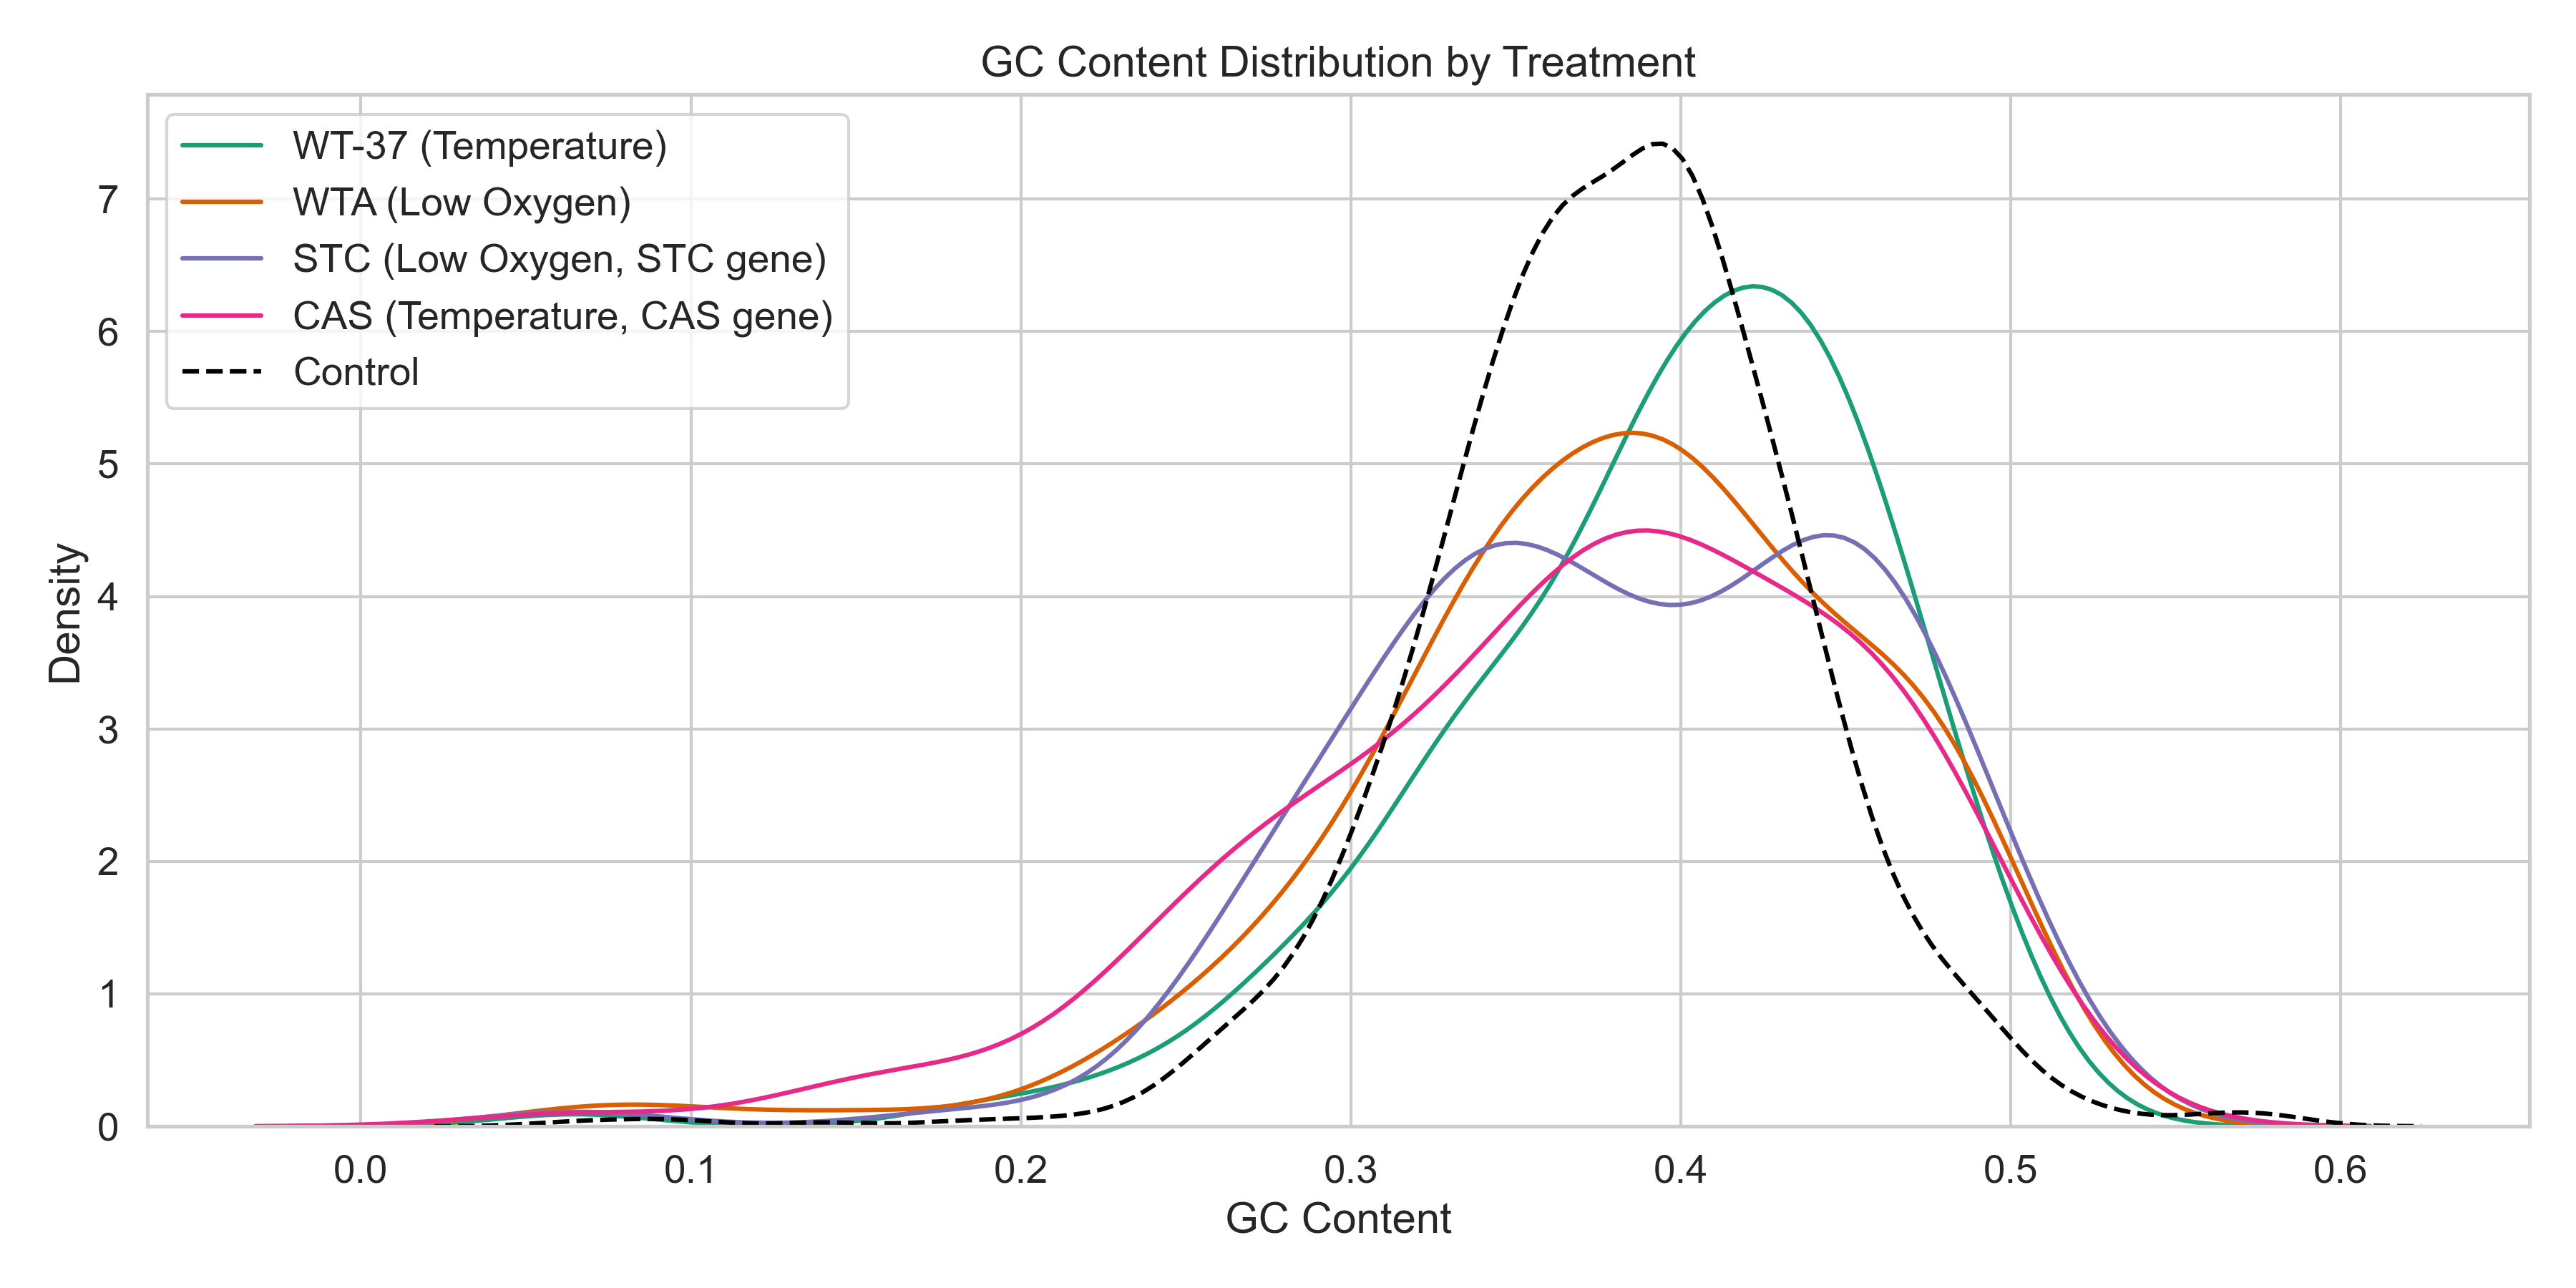 GC Content Distribution by Treatment
WT-37 (Temperature)
WTA (Low Oxygen)
STC (Low Oxygen, STC gene)
CAS (Temperature, CAS gene)
Control
Density
7
6
5
4
3
2
1
0
0.0 0.1 0.2 0.3 0.4 0.5 0.6
GC Content